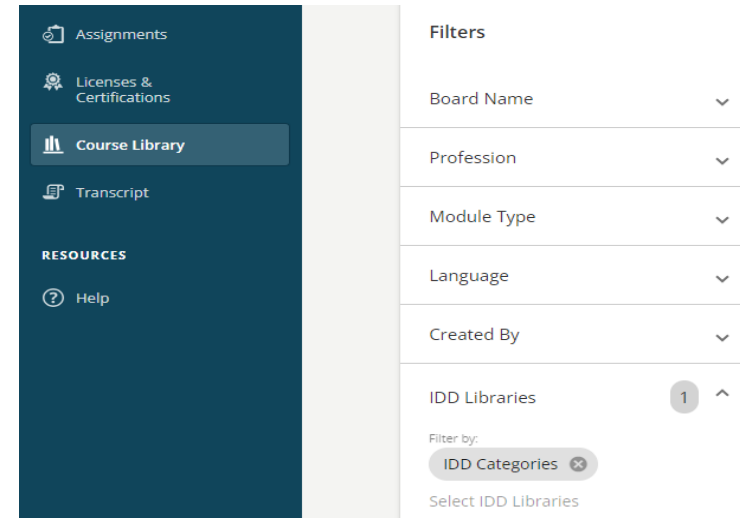 Assignments
Licenses &
Certifications
Course Library
Transcript
RESOURCES
Help
Filters
Board Name
Profession
Module Type
Language
Created By
IDD Libraries 1
Filter by:
IDD Categories
Select IDD Libraries